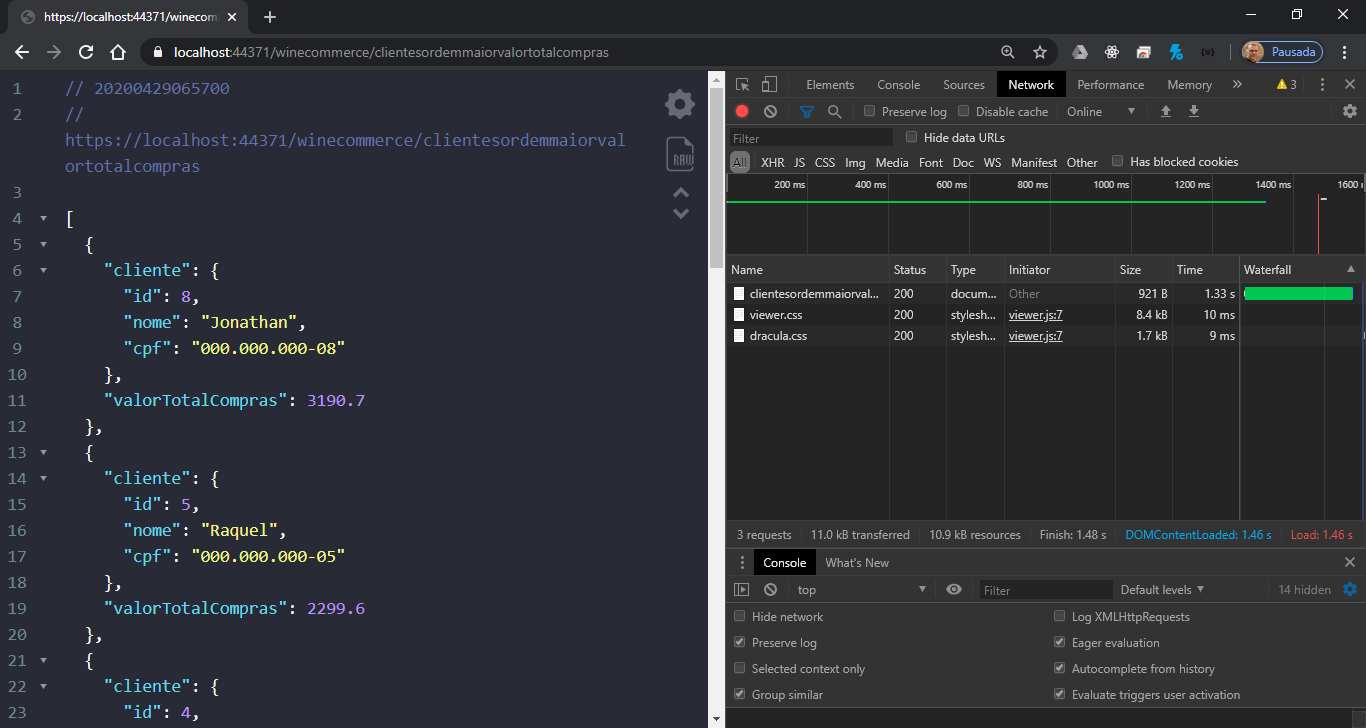 https://localhost:44371/winecom
localhost:44371/winecommerce/clientesordemmaiorvalortotalcompras
Pausada
1 // 20200429065700
2 //
https://localhost:44371/winecommerce/clientesordemmaiorval
ortotalcompras
3
4 [
5 {
6 "cliente": {
7 "id": 8,
8 "nome": "Jonathan",
9 "cpf": "000.000.000-08"
10 },
11 "valorTotalCompras": 3190.7
12 },
13 {
14 "cliente": {
15 "id": 5,
16 "nome": "Raquel",
17 "cpf": "000.000.000-05"
18 },
19 "valorTotalCompras": 2299.6
20 },
21 {
22 "cliente": {
23 "id": 4,
RAW
Elements Console Sources Network Performance Memory » 3
Preserve log Disable cache Online
Filter Hide data URLs
All XHR JS CSS Img Media Font Doc WS Manifest Other Has blocked cookies
200 ms 400 ms 600 ms 800 ms 1000 ms 1200 ms 1400 ms 1600
Name Status Type Initiator Size Time Waterfall
clientesordemmaiorval... 200 docum... Other 921 B 1.33 s
viewer.css 200 stylesh... viewer.js:7 8.4 kB 10 ms
dracula.css 200 stylesh... viewer.js:7 1.7 kB 9 ms
3 requests 11.0 kB transferred 10.9 kB resources Finish: 1.48 s DOMContentLoaded: 1.46 s Load: 1.46 s
Console What's New
top Filter Default levels 14 hidden
Hide network Log XMLHttpRequests
Preserve log Eager evaluation
Selected context only Autocomplete from history
Group similar Evaluate triggers user activation